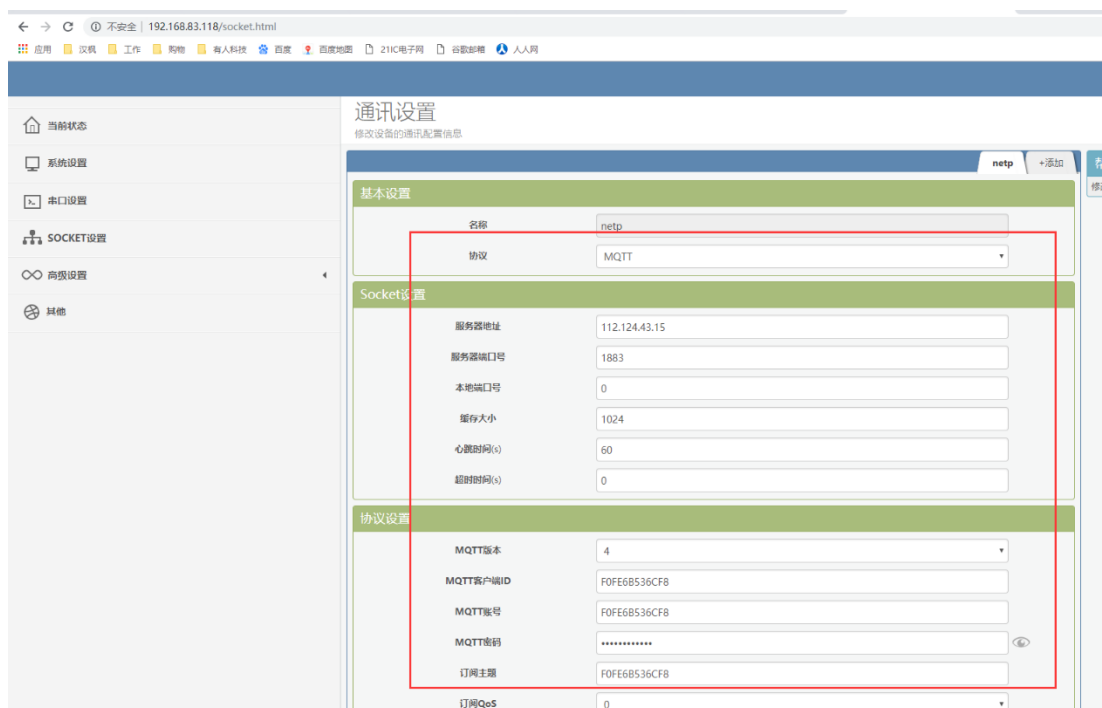 不安全 | 192.168.83.118/socket.html
应用 汉枫 工作 购物 有人科技 百度 百度地图 21IC电子网 谷歌邮箱 人人网
当前状态
系统设置
串口设置
SOCKET设置
高级设置
其他
通讯设置
修改设备的通讯配置信息
netp +添加
基本设置
名称 netp
协议 MQTT
Socket设置
服务器地址 112.124.43.15
服务器端口号 1883
本地端口号 0
缓存大小 1024
心跳时间(s) 60
超时时间(s) 0
协议设置
MQTT版本 4
MQTT客户端ID F0FE6B536CF8
MQTT账号 F0FE6B536CF8
MQTT密码 ••••••••••••
订阅主题 F0FE6B536CF8
订阅QoS 0